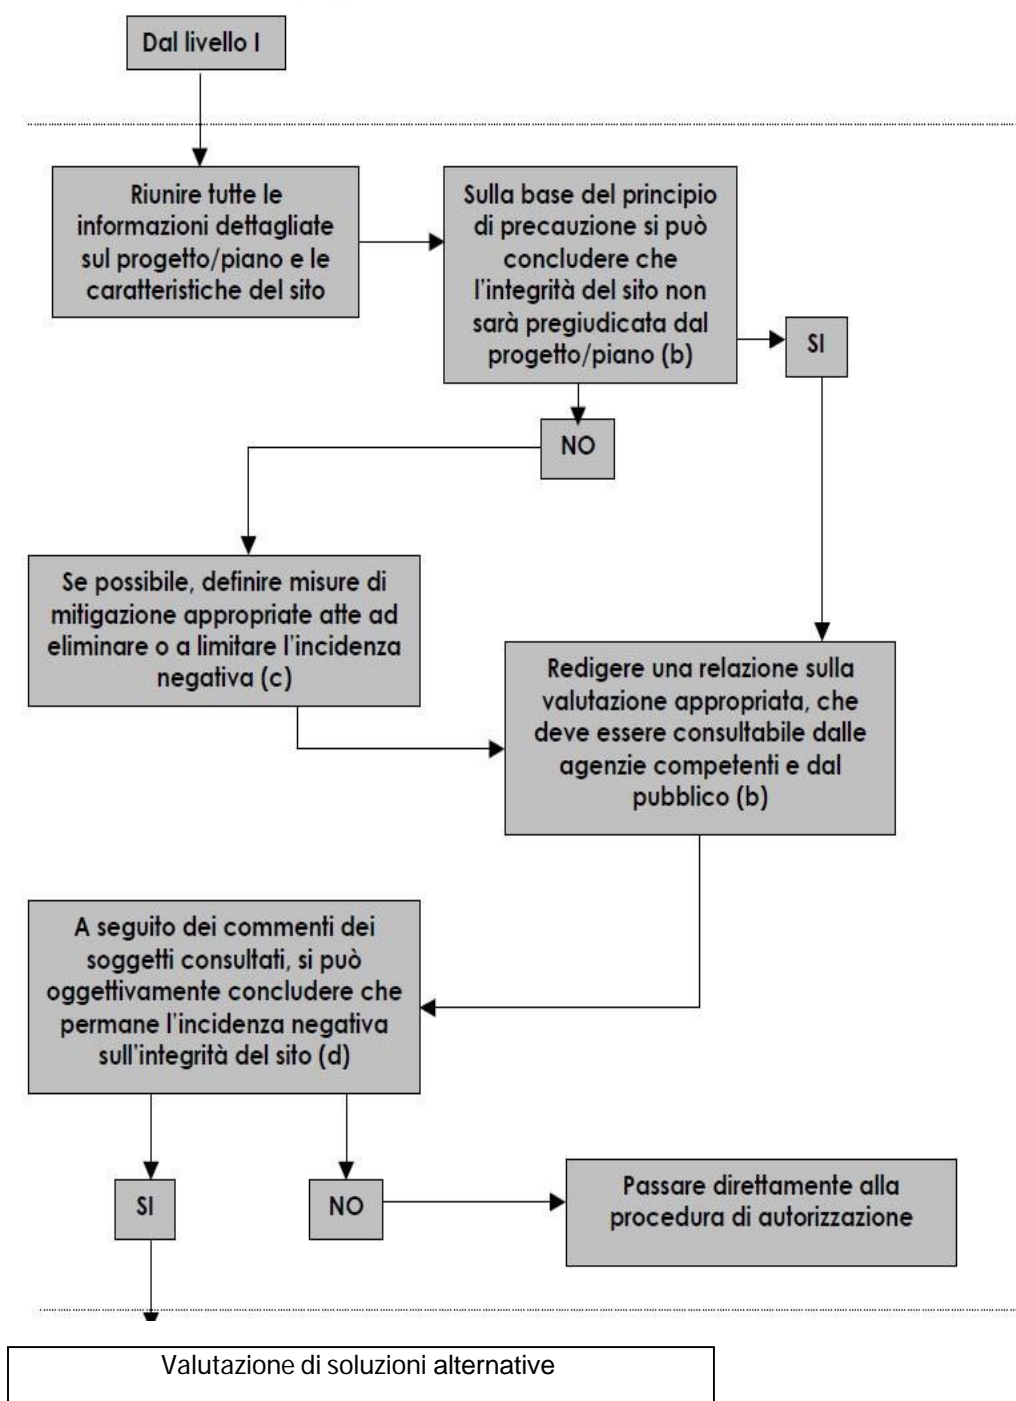 Dal livello I
Riunire tutte le
informazioni dettagliate
sul progetto/piano e le
caratteristiche del sito
Sulla base del principio
di precauzione si può
concludere che
l'integrità del sito non
sarà pregiudicata dal
progetto/piano (b)
SI
NO
Se possibile, definire misure di
mitigazione appropriate atte ad
eliminare o a limitare l'incidenza
negativa (c)
Redigere una relazione sulla
valutazione appropriata, che
deve essere consultabile dalle
agenzie competenti e dal
pubblico (b)
A seguito dei commenti dei
soggetti consultati, si può
oggettivamente concludere che
permane l'incidenza negativa
sull'integrità del sito (d)
SI
NO
Passare direttamente alla
procedura di autorizzazione
Valutazione di soluzioni alternative